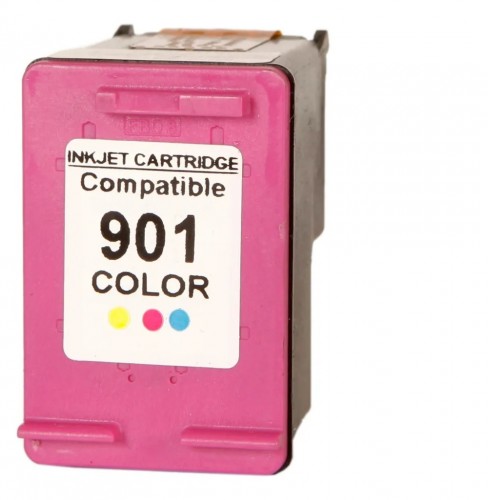 INKJET CARTRIDGE
Compatible
901
COLOR